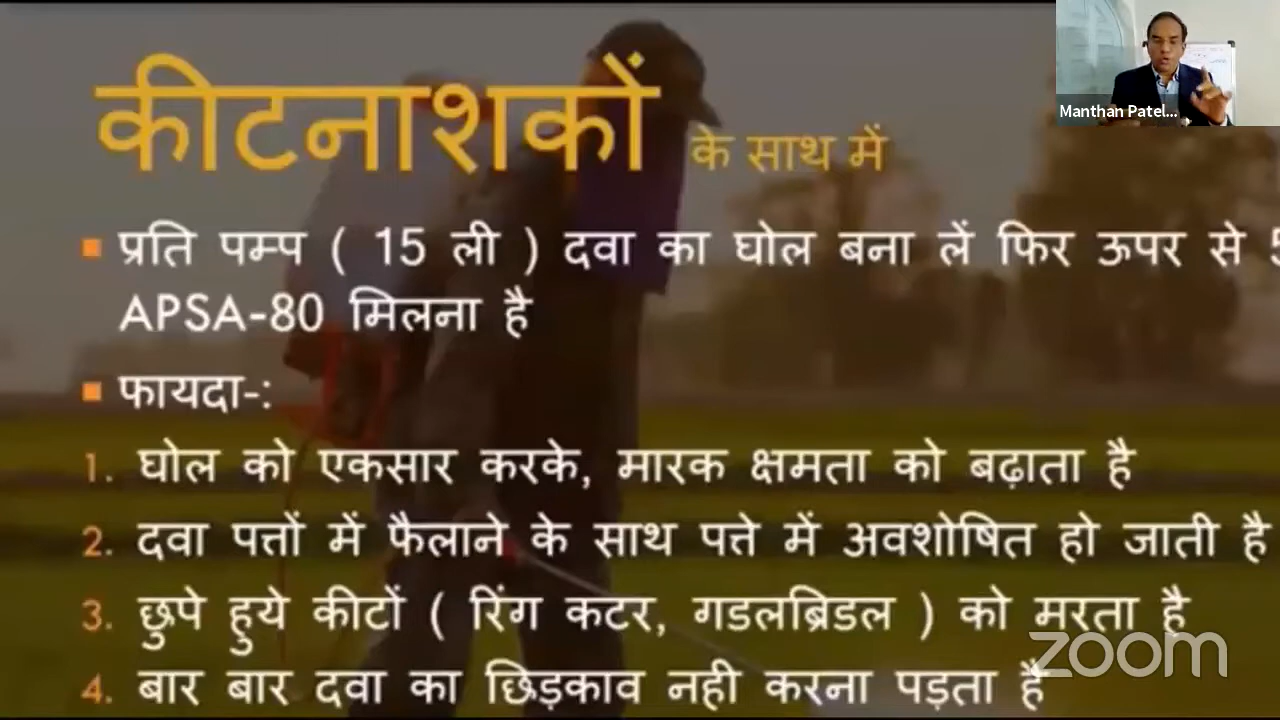 कीटनाशकों के साथ में
प्रति पम्प ( 15 ली ) दवा का घोल बना लें फिर ऊपर से
APSA-80 मिलना है
फायदा-:
1. घोल को एकसार करके, मारक क्षमता को बढ़ाता है
2. दवा पत्तों में फैलाने के साथ पत्ते में अवशोषित हो जाती है
3. छुपे हुये कीटों ( रिंग कटर, गडलब्रिडल ) को मरता है
4. बार बार दवा का छिड़काव नही करना पड़ता है
Manthan Patel...
zoom